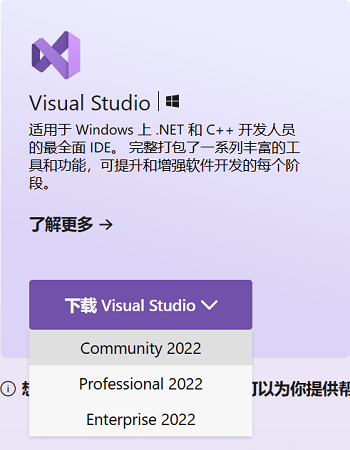 Visual Studio
适用于 Windows 上 .NET 和 C++ 开发人员
的最全面 IDE。 完整打包了一系列丰富的工
具和功能，可提升和增强软件开发的每个阶
段。
了解更多 →
下载 Visual Studio
Community 2022
Professional 2022
可以为你提供帮
Enterprise 2022